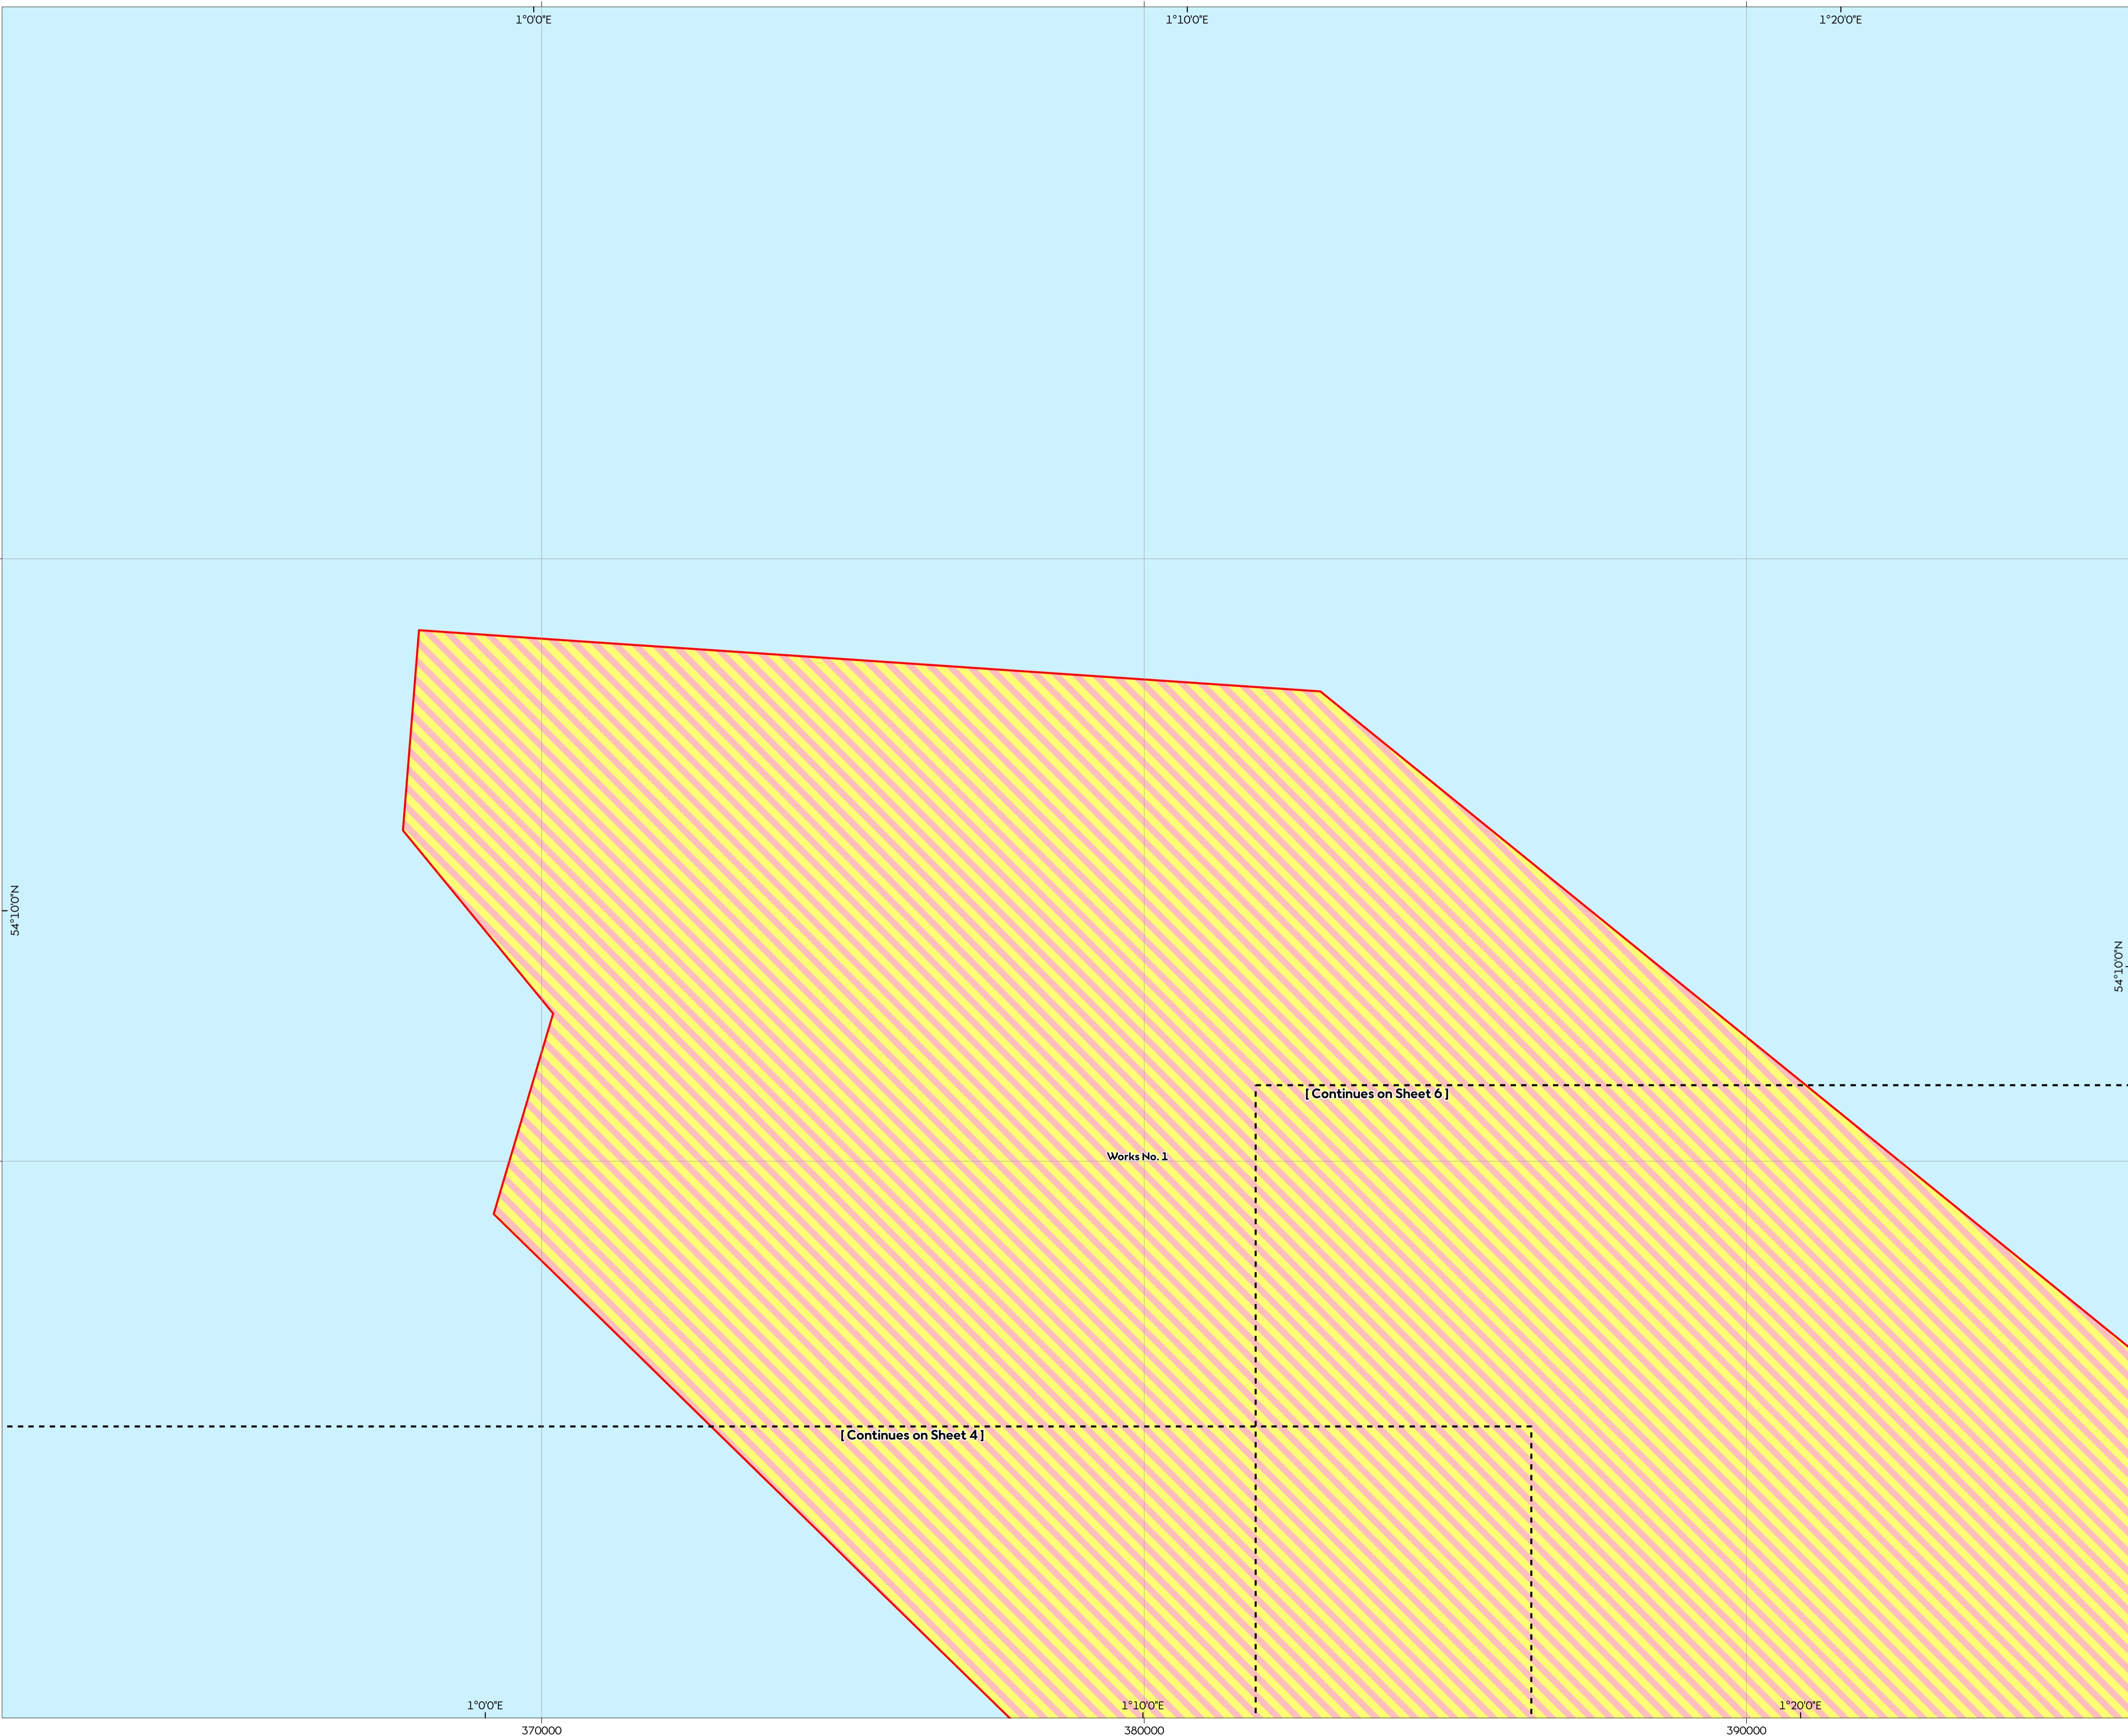 1°0'0"E
1°10'0"E
1°20'0"E
54°10'0"N
54°10'0"N
[ Continues on Sheet 6 ]
Works No. 1
[ Continues on Sheet 4 ]
1°0'0"E
1°10'0"E
1°20'0"E
370000
380000
390000